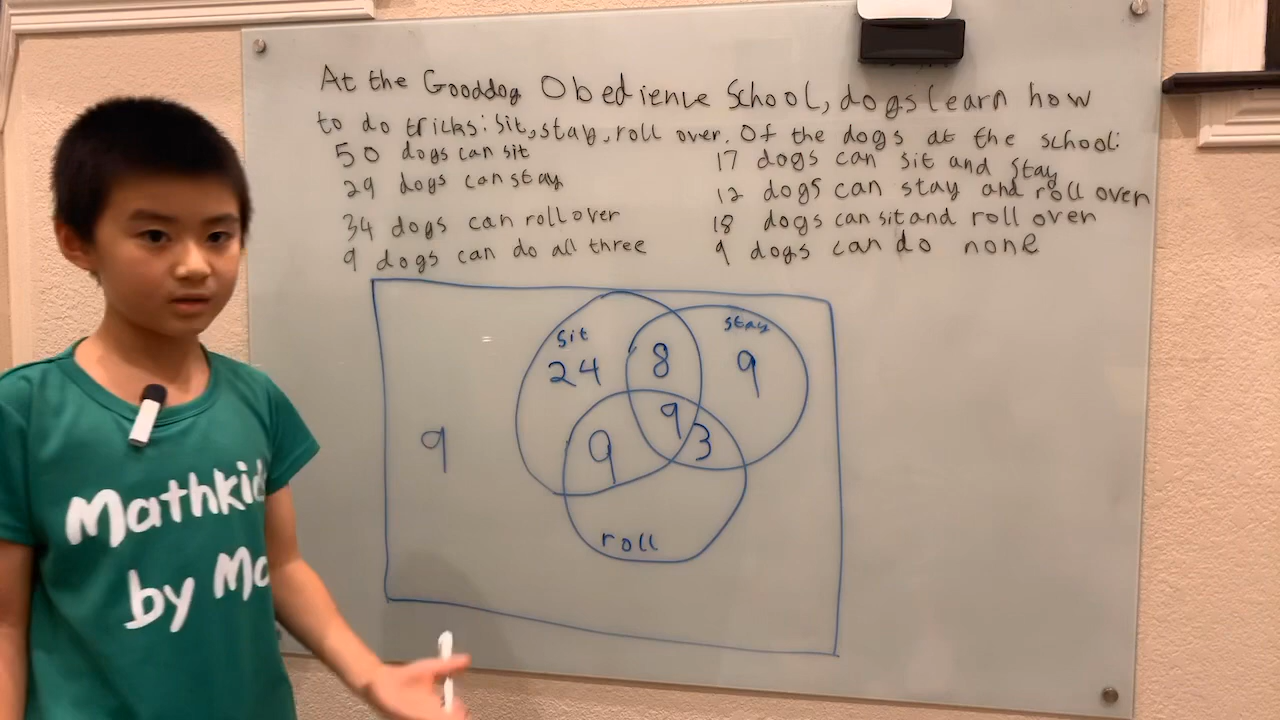 At the Gooddog Obedience School, dogs learn how
to do tricks: sit, stay, roll over. Of the dogs at the school:
50 dogs can sit
29 dogs can stay
34 dogs can roll over
9 dogs can do all three
17 dogs can sit and stay
12 dogs can stay and roll over
18 dogs can sit and roll over
9 dogs can do none
sit
stay
24
8
9
9
9
9
3
roll
Mathkid
by Ma